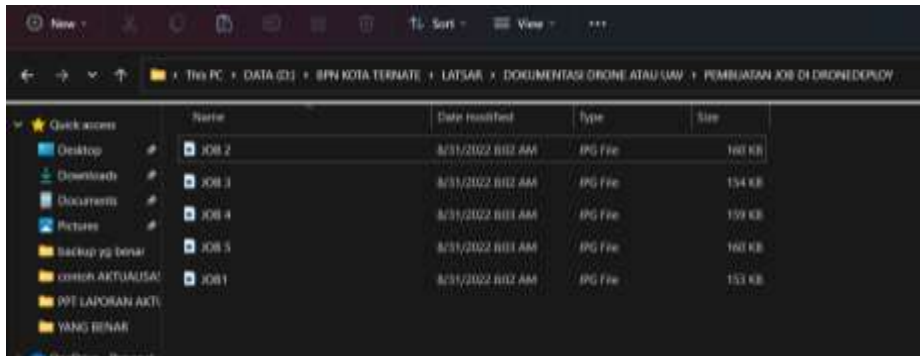 New
Sort
View
This PC > DATA (D:) > BPN KOTA TERNATE > LATSAR > DOKUMENTASI DRONE ATAU UAV > PEMBUATAN JOB DI DRONEDEPLOY
Name Date modified Type Size
Quick access
Desktop
Downloads
Documents
Pictures
backup yg benar
contoh AKTUALISA
PPT LAPORAN AKTU
YANG BENAR
JOB 2 8/31/2022 8:02 AM JPG File 160 KB
JOB 3 8/31/2022 8:02 AM JPG File 154 KB
JOB 4 8/31/2022 8:03 AM JPG File 159 KB
JOB 5 8/31/2022 8:03 AM JPG File 160 KB
JOB1 8/31/2022 8:02 AM JPG File 153 KB